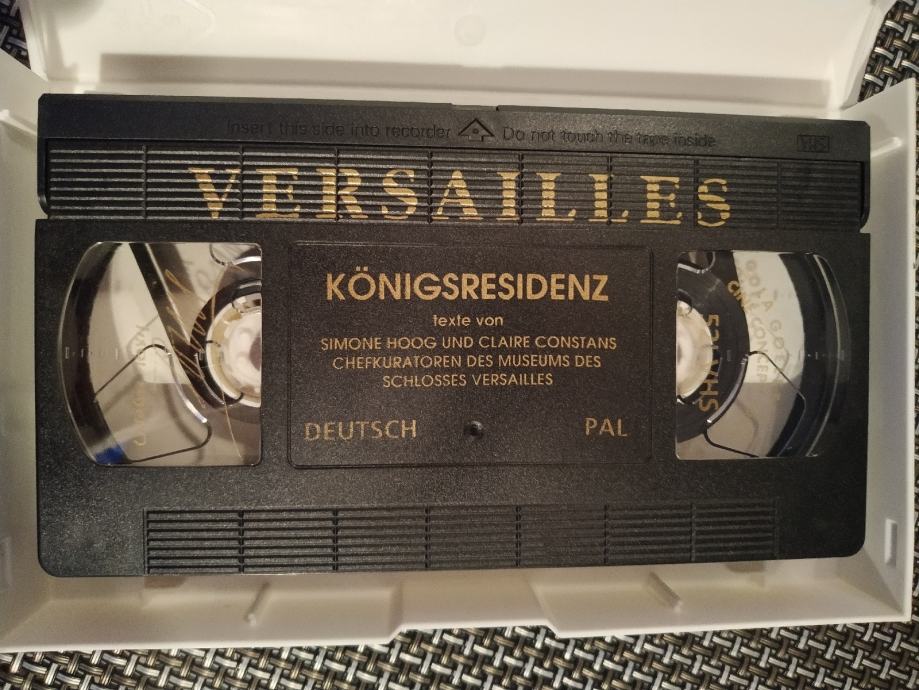 Insert this side into recorder Do not touch the tape inside VHS
VERSAILLES
KÖNIGSRESIDENZ
texte von
SIMONE HOOG UND CLAIRE CONSTANS
CHEFKURATOREN DES MUSEUMS DES
SCHLOSSES VERSAILLES
DEUTSCH PAL